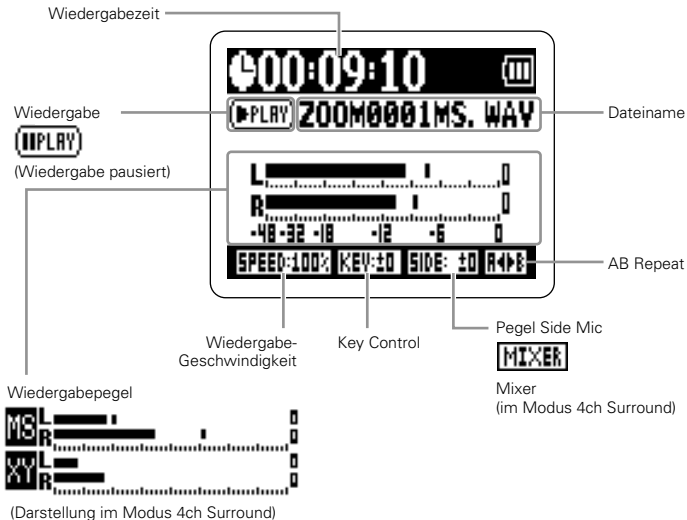 Wiedergabezeit
00:09:10
Wiedergabe
PLAY
(Wiedergabe pausiert)
PLAY
ZOOM0001MS. WAV
Dateiname
L
0
R
0
-48 -32 -18 -12 -6 0
SPEED:100% KEY:±0 SIDE: ±0 A B
AB Repeat
Wiedergabe-
Geschwindigkeit
Key Control
Pegel Side Mic
MIXER
Mixer
(im Modus 4ch Surround)
Wiedergabepegel
MS
L
0
R
0
XY
L
0
R
0
(Darstellung im Modus 4ch Surround)